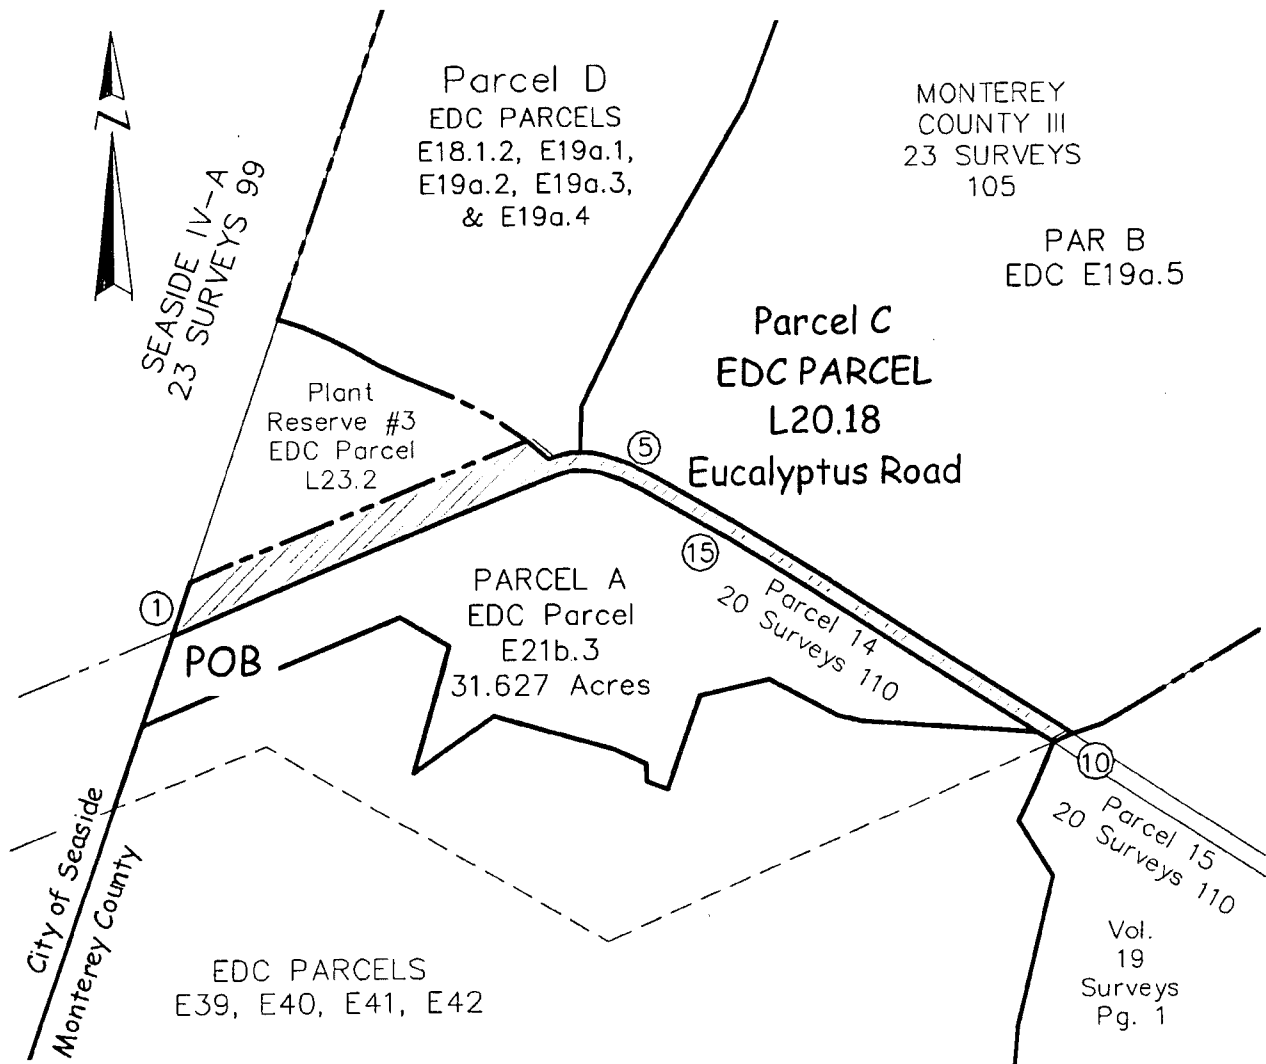 N
Parcel D
EDC PARCELS
E18.1.2, E19a.1,
E19a.2, E19a.3,
& E19a.4
MONTEREY
COUNTY III
23 SURVEYS
105
PAR B
EDC E19a.5
SEASIDE IV-A
23 SURVEYS 99
Parcel C
EDC PARCEL
L20.18
Eucalyptus Road
Plant
Reserve #3
EDC Parcel
L23.2
5
15
1
POB
PARCEL A
EDC Parcel
E21b.3
31.627 Acres
Parcel 14
20 Surveys 110
10
Parcel 15
20 Surveys 110
City of Seaside
Monterey County
EDC PARCELS
E39, E40, E41, E42
Vol.
19
Surveys
Pg. 1